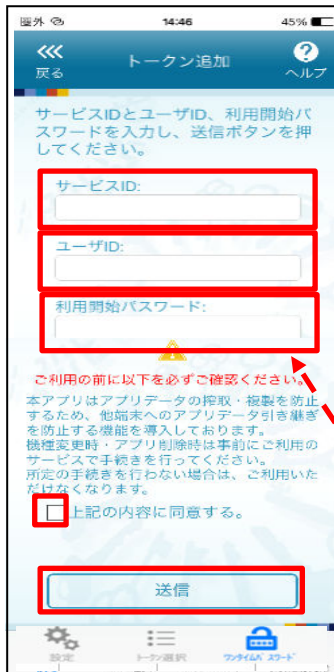 圏外 14:46 45%
戻る トークン追加 ヘルプ
サービスIDとユーザID、利用開始パ
スワードを入力し、送信ボタンを押
してください。
サービスID:
ユーザID:
利用開始パスワード:
ご利用の前に以下を必ずご確認ください。
本アプリはアプリデータの搾取・複製を防止
するため、他端末へのアプリデータ引き継ぎ
を防止する機能を導入しております。
機種変更時・アプリ削除時は事前にご利用の
サービスで手続きを行ってください。
所定の手続きを行わない場合は、ご利用いた
だけなくなります。
上記の内容に同意する。
送信
設定 トークン選択 ワンタイムパスワード